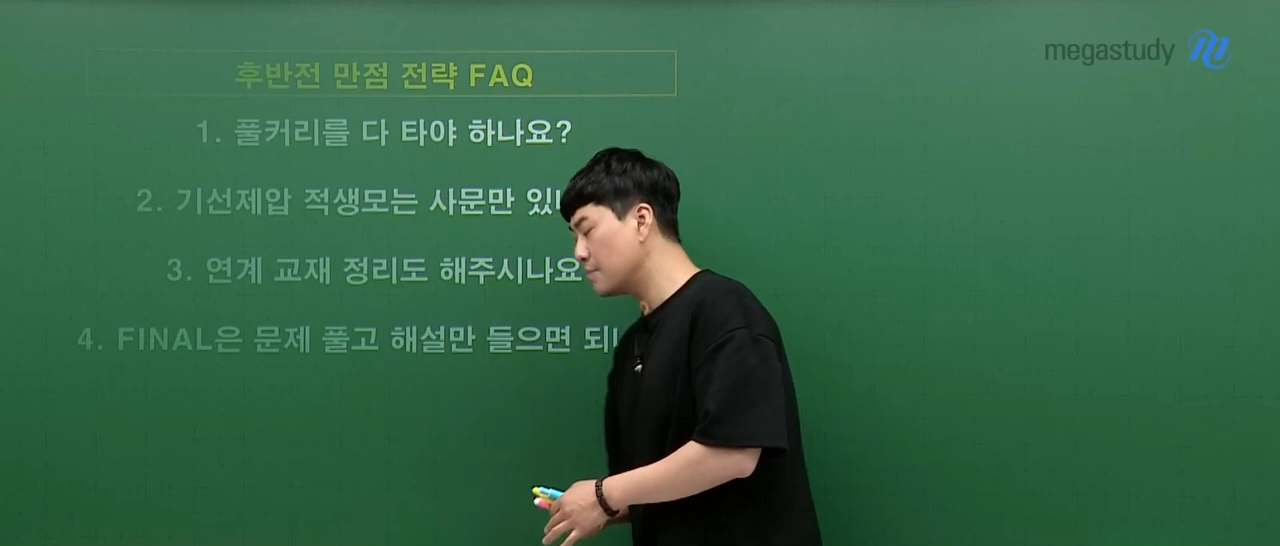 megastudy
후반전 만점 전략 FAQ
1. 풀커리를 다 타야 하나요?
2. 기선제압 적생모는 사문만
3. 연계 교재 정리도 해주시나요
4. FINAL은 문제 풀고 해설만 들으면